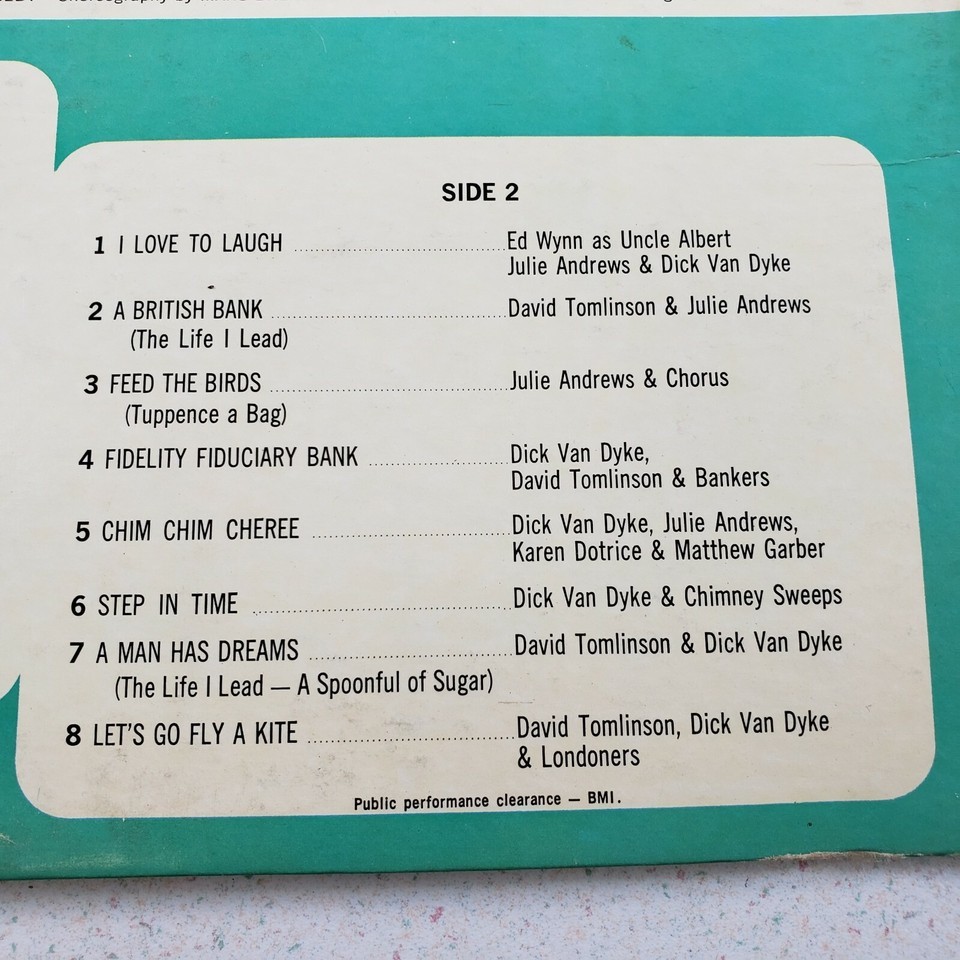 Choreography by
SIDE 2
1 I LOVE TO LAUGH ........ Ed Wynn as Uncle Albert
Julie Andrews & Dick Van Dyke
2 A BRITISH BANK ........ David Tomlinson & Julie Andrews
(The Life I Lead)
3 FEED THE BIRDS ........ Julie Andrews & Chorus
(Tuppence a Bag)
4 FIDELITY FIDUCIARY BANK ........ Dick Van Dyke,
David Tomlinson & Bankers
5 CHIM CHIM CHEREE ........ Dick Van Dyke, Julie Andrews,
Karen Dotrice & Matthew Garber
6 STEP IN TIME ........ Dick Van Dyke & Chimney Sweeps
7 A MAN HAS DREAMS ........ David Tomlinson & Dick Van Dyke
(The Life I Lead — A Spoonful of Sugar)
8 LET'S GO FLY A KITE ........ David Tomlinson, Dick Van Dyke
& Londoners
Public performance clearance — BMI.